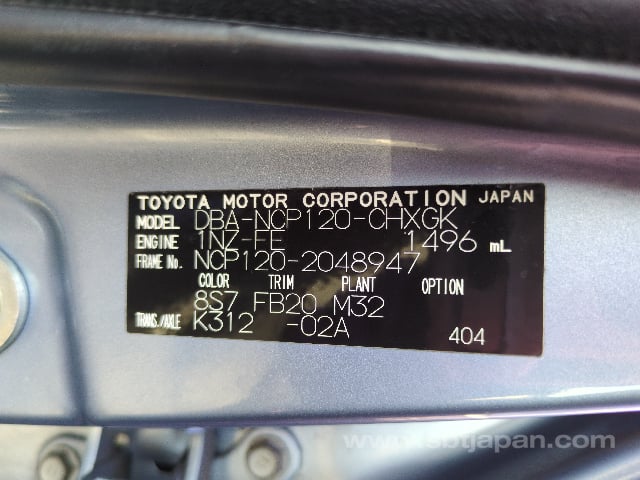 TOYOTA MOTOR CORPORATION JAPAN
MODEL DBA-NCP120-CHXGK
ENGINE 1NZ-FE 1496 mL
FRAME No. NCP120-2048947
COLOR TRIM PLANT OPTION
8S7 FB20 M32
TRANS./AXLE K312 -02A
404
www.sbtjapan.com